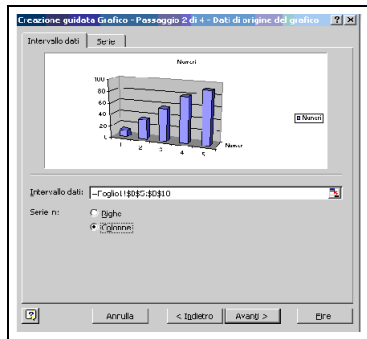 Creazione guidata Grafico - Passaggio 2 di 4 - Dati di origine del grafico
Intervallo dati
Serie
Numeri
100
80
60
40
20
0
1
2
3
4
5
Numeri
Numeri
Intervallo dati:
=Foglio1!$D$5:$D$10
Serie in:
Righe
Colonne
Annulla
< Indietro
Avanti >
Fine